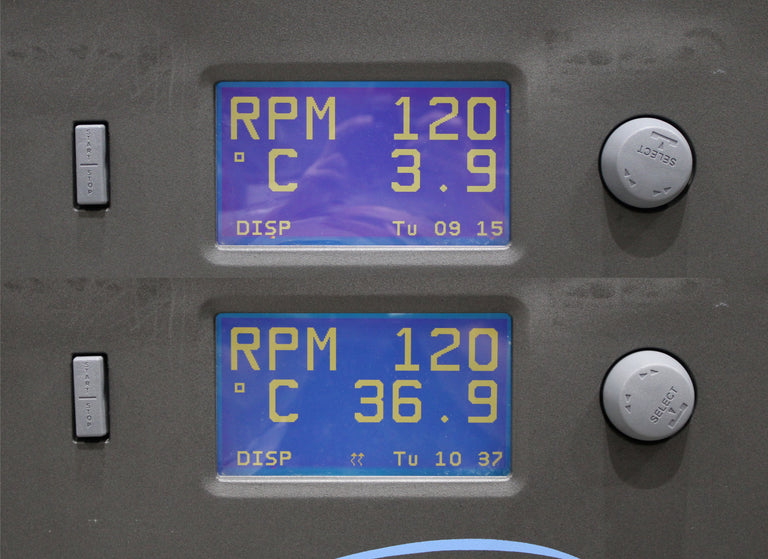 RPM 120
° C 3.9
DISP Tu 09 15
START STOP
SELECT
RPM 120
° C 36.9
DISP Tu 10 37
START STOP
SELECT